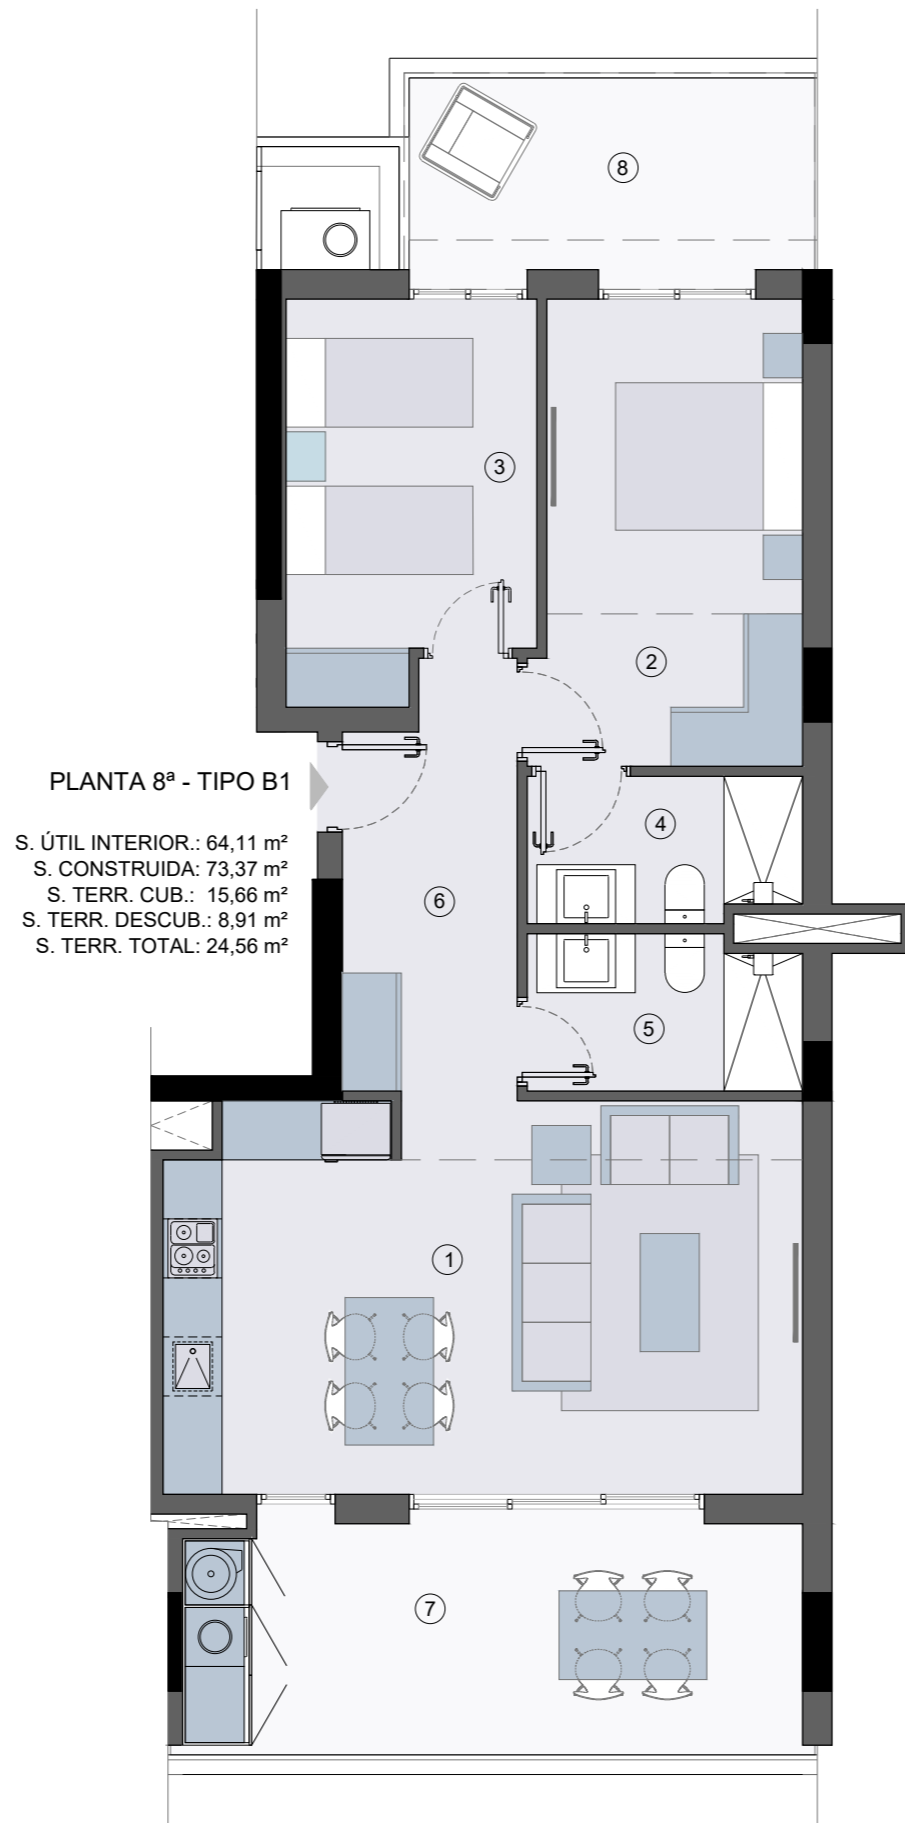 8
3
2
PLANTA 8ª - TIPO B1
4
S. ÚTIL INTERIOR.: 64,11 m²
S. CONSTRUIDA: 73,37 m²
S. TERR. CUB.: 15,66 m²
6
S. TERR. DESCUB.: 8,91 m²
S. TERR. TOTAL: 24,56 m²
5
1
7